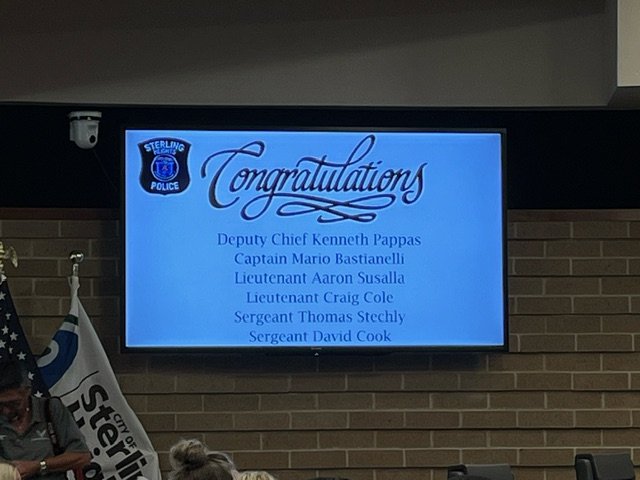 STERLING
HEIGHTS
POLICE
Congratulations
Deputy Chief Kenneth Pappas
Captain Mario Bastianelli
Lieutenant Aaron Susalla
Lieutenant Craig Cole
Sergeant Thomas Stechly
Sergeant David Cook
CITY OF